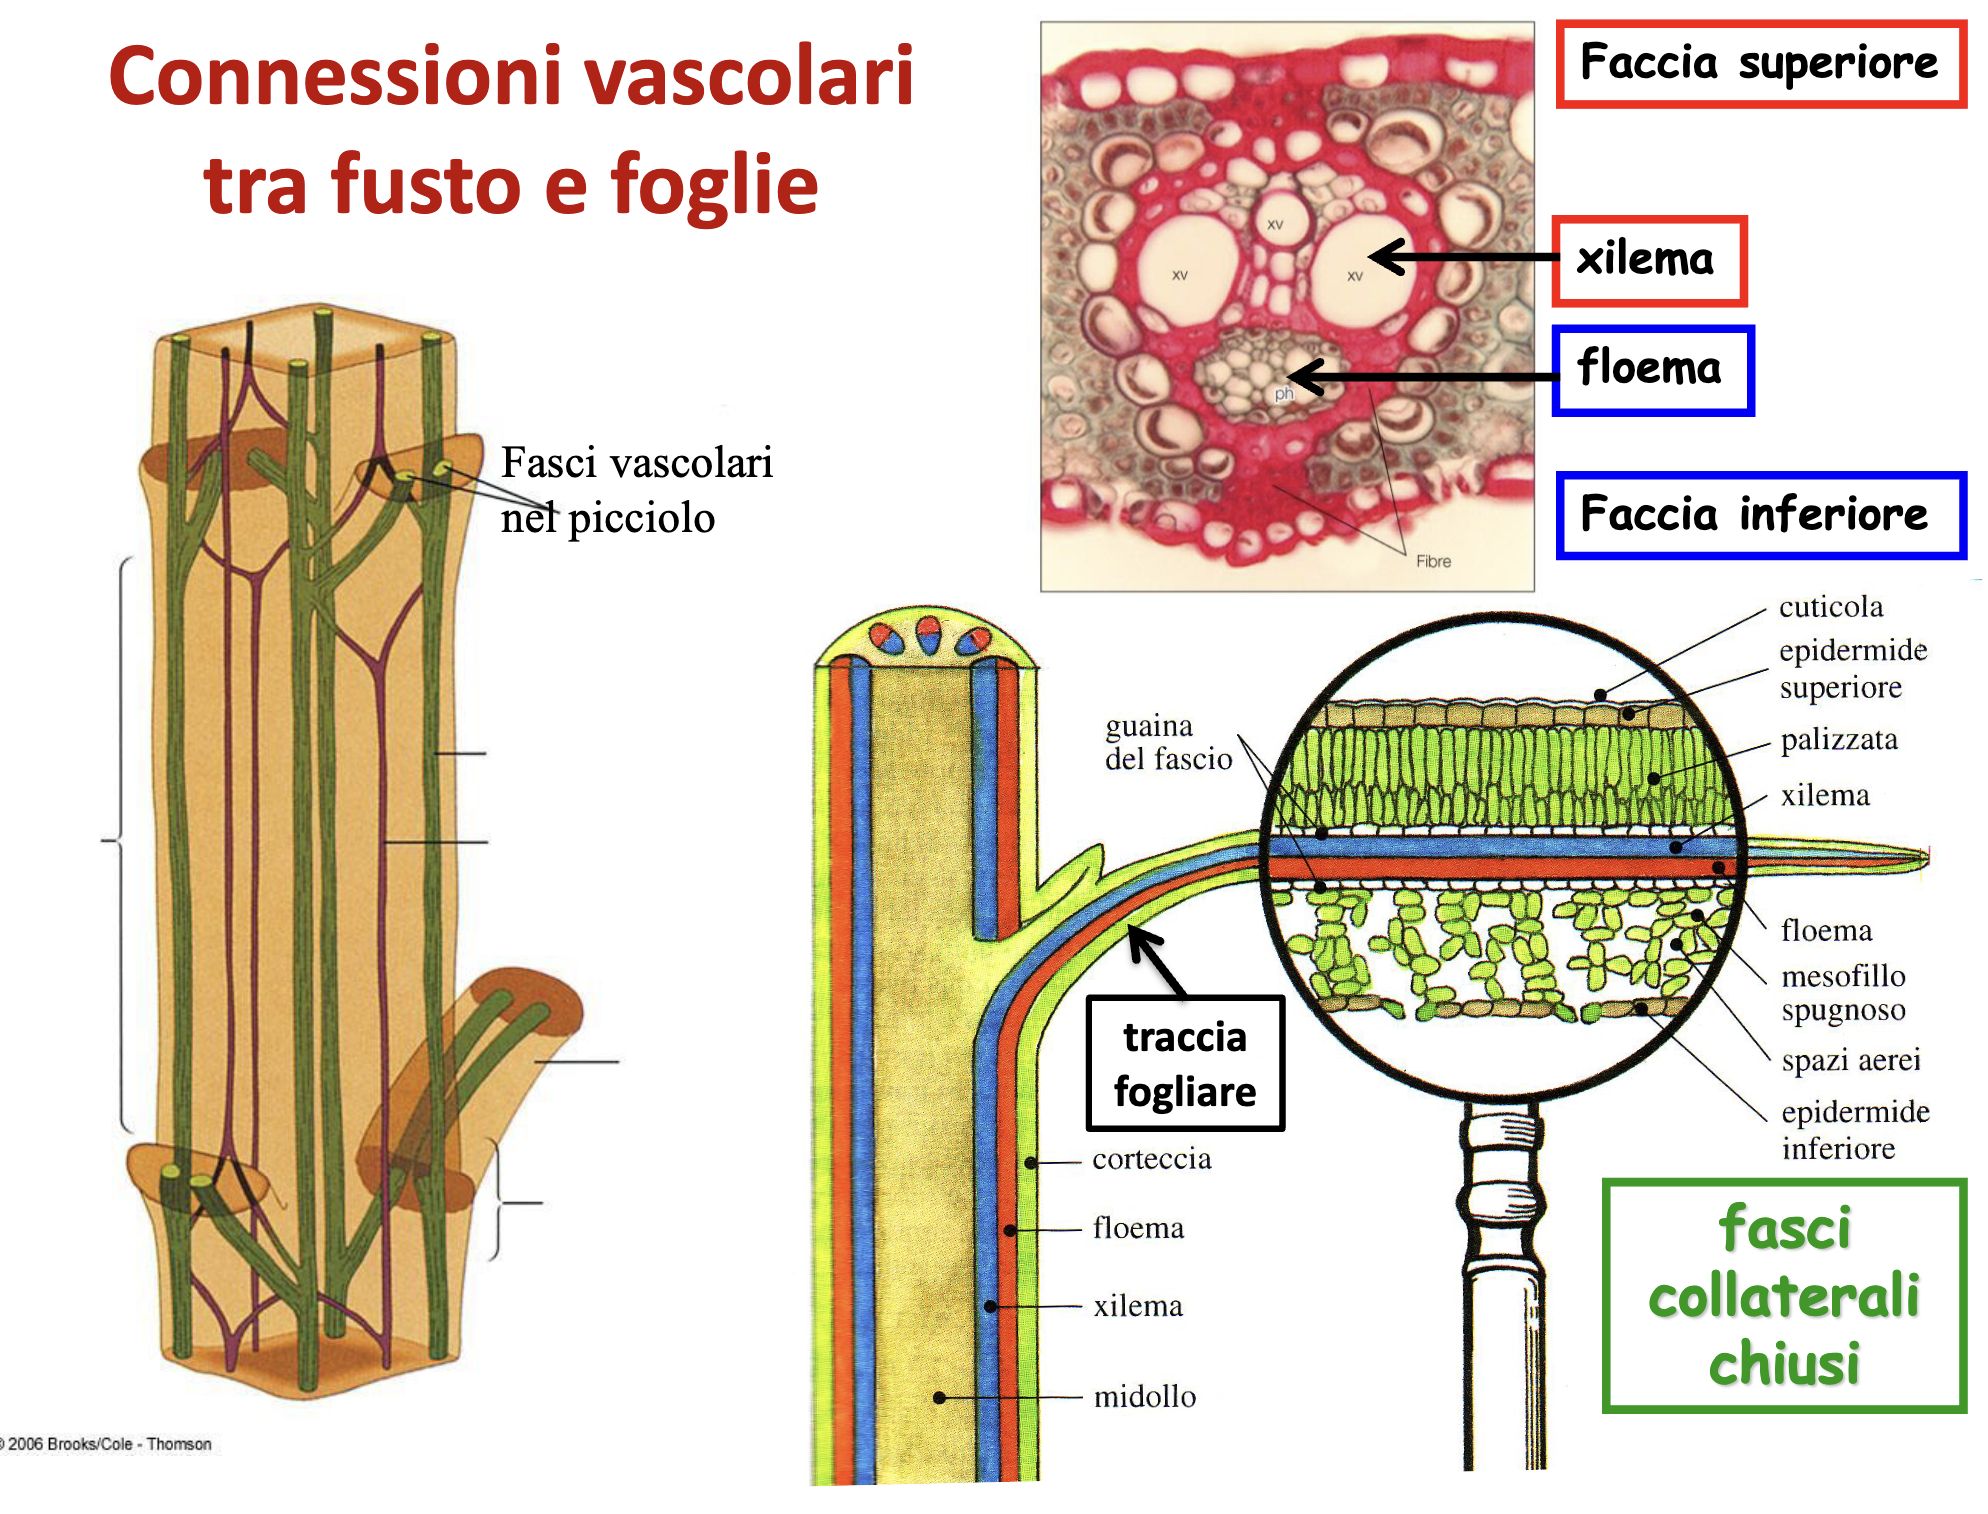 Connessioni vascolari
tra fusto e foglie
Faccia superiore
xv
xv
xv
xilema
floema
ph
Fibre
Faccia inferiore
Fasci vascolari
nel picciolo
© 2006 Brooks/Cole - Thomson
cuticola
epidermide
superiore
palizzata
xilema
guaina
del fascio
floema
mesofillo
spugnoso
spazi aerei
epidermide
inferiore
traccia
fogliare
corteccia
floema
xilema
midollo
fasci
collaterali
chiusi